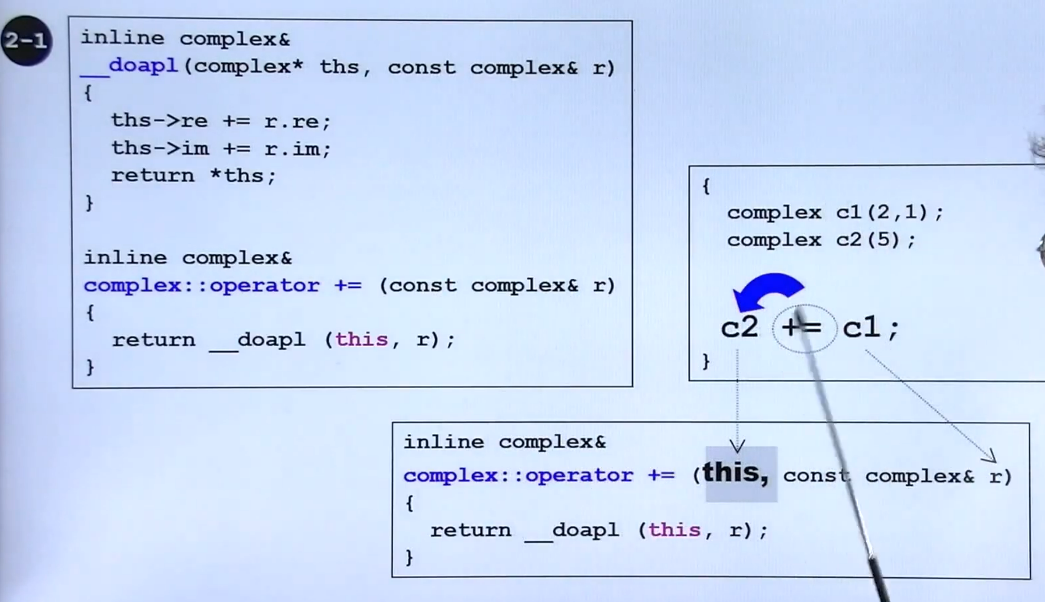 2-1
inline complex&
__doapl(complex* ths, const complex& r)
{
ths->re += r.re;
ths->im += r.im;
return *ths;
}
inline complex&
complex::operator += (const complex& r)
{
return __doapl (this, r);
}
{
complex c1(2,1);
complex c2(5);
c2 += c1;
}
inline complex&
complex::operator += (this, const complex& r)
{
return __doapl (this, r);
}